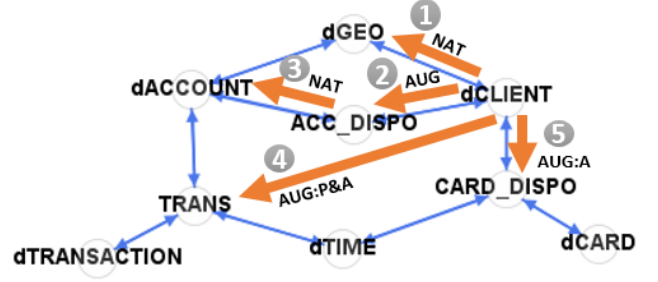 1
dGEO
NAT
3
NAT
2
AUG
dACCOUNT
dCLIENT
ACC_DISPO
4
5
AUG:A
AUG:P&A
CARD_DISPO
TRANS
dTIME
dCARD
dTRANSACTION